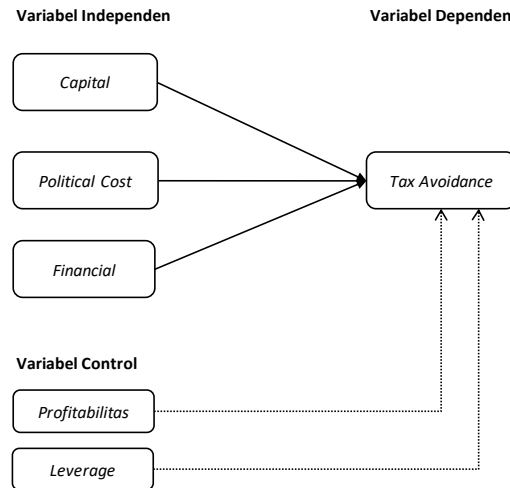 Variabel Independen
Variabel Dependen
Capital
Political Cost
Tax Avoidance
Financial
Variabel Control
Profitabilitas
Leverage